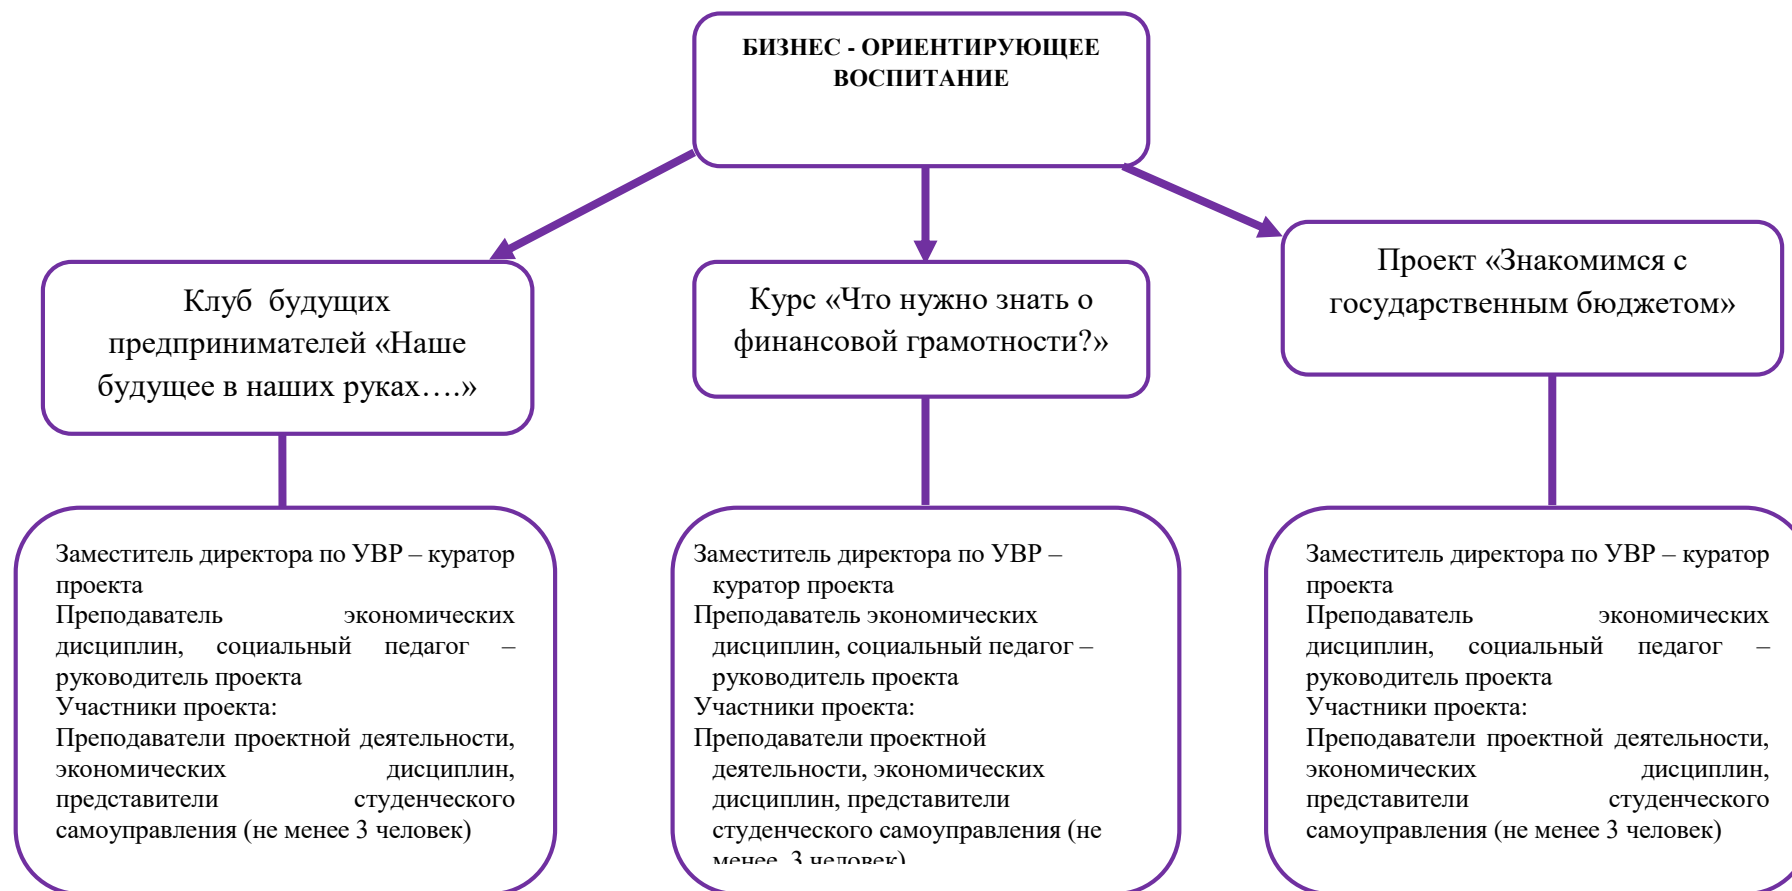 БИЗНЕС - ОРИЕНТИРУЮЩЕЕ
ВОСПИТАНИЕ
Клуб будущих
предпринимателей «Наше
будущее в наших руках….»
Курс «Что нужно знать о
финансовой грамотности?»
Проект «Знакомимся с
государственным бюджетом»
Заместитель директора по УВР – куратор
проекта
Преподаватель экономических
дисциплин, социальный педагог –
руководитель проекта
Участники проекта:
Преподаватели проектной деятельности,
экономических дисциплин,
представители студенческого
самоуправления (не менее 3 человек)
Заместитель директора по УВР –
куратор проекта
Преподаватель экономических
дисциплин, социальный педагог –
руководитель проекта
Участники проекта:
Преподаватели проектной
деятельности, экономических
дисциплин, представители
студенческого самоуправления (не
менее 3 человек)
Заместитель директора по УВР – куратор
проекта
Преподаватель экономических
дисциплин, социальный педагог –
руководитель проекта
Участники проекта:
Преподаватели проектной деятельности,
экономических дисциплин,
представители студенческого
самоуправления (не менее 3 человек)